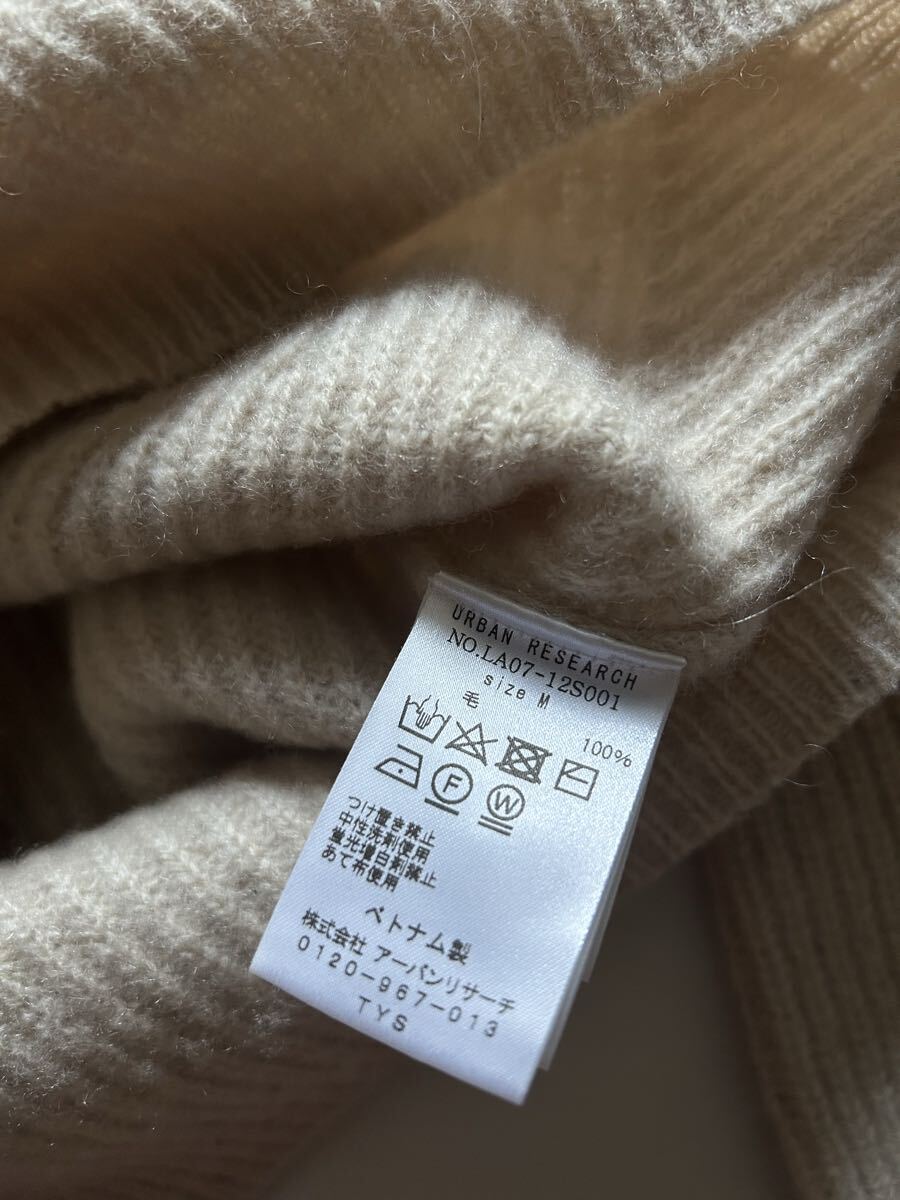 URBAN RESEARCH
NO.LA07-12S001
size M
毛 100%
F W
つけ置き禁止
中性洗剤使用
蛍光増白剤禁止
あて布使用
ベトナム製
株式会社 アーバンリサーチ
0120-967-013
TYS